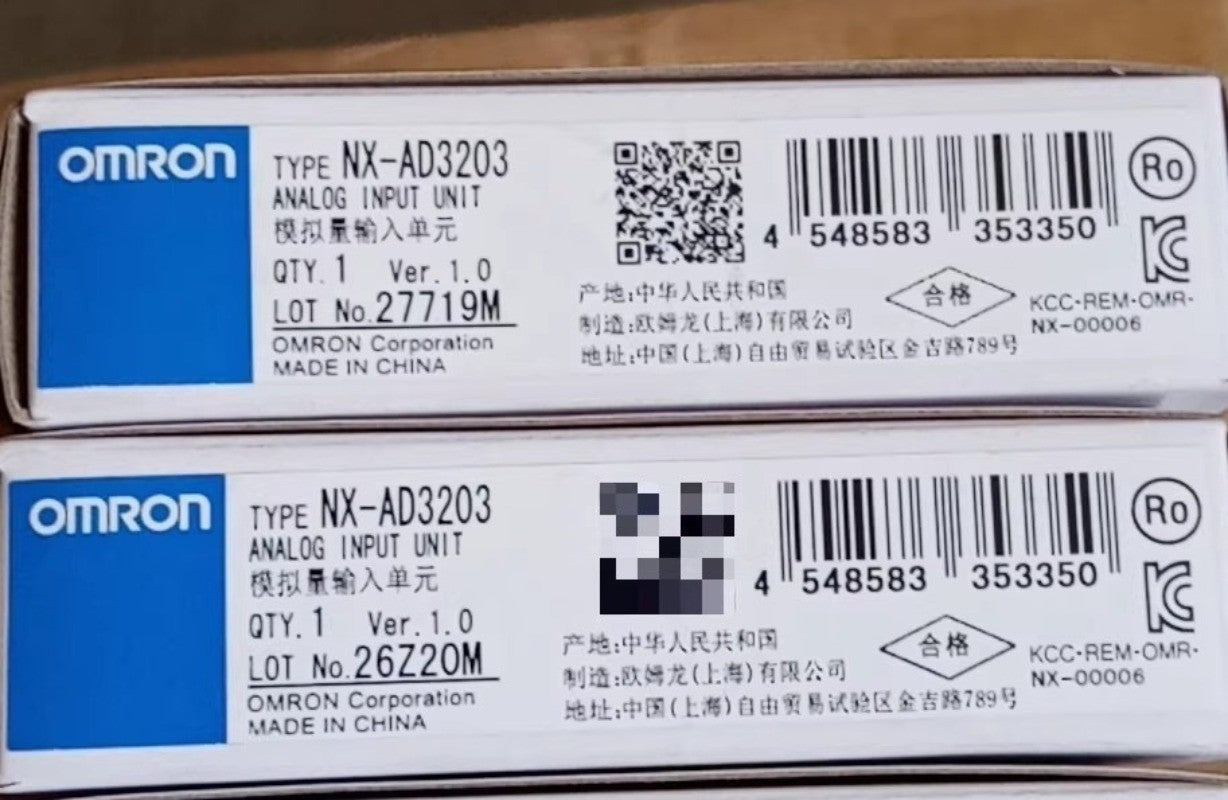 OMRON
TYPE NX-AD3203
ANALOG INPUT UNIT
模拟量输入单元
QTY. 1 Ver. 1.0
LOT No. 27719M
OMRON Corporation
MADE IN CHINA
4 548583 353350
产地:中华人民共和国
制造:欧姆龙(上海)有限公司
地址:中国(上海)自由贸易试验区金吉路789号
合格
Ro
KCC-REM-OMR-
NX-00006
OMRON
TYPE NX-AD3203
ANALOG INPUT UNIT
模拟量输入单元
QTY. 1 Ver. 1.0
LOT No. 26Z20M
OMRON Corporation
MADE IN CHINA
4 548583 353350
产地:中华人民共和国
制造:欧姆龙(上海)有限公司
地址:中国(上海)自由贸易试验区金吉路789号
合格
Ro
KCC-REM-OMR-
NX-00006